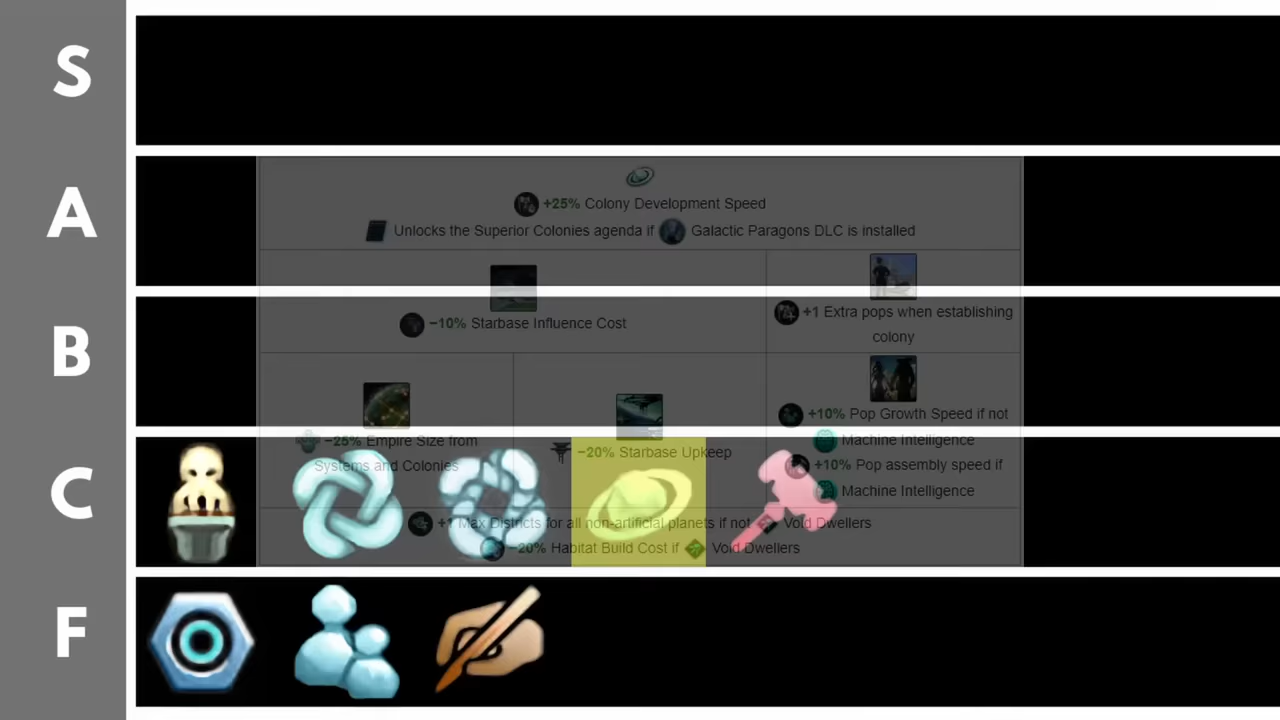 S
A
+25% Colony Development Speed
Unlocks the Superior Colonies agenda if Galactic Paragons DLC is installed
B
−10% Starbase Influence Cost
+1 Extra pops when establishing
colony
−25% Empire Size from
Systems and Colonies
−20% Starbase Upkeep
+10% Pop Growth Speed if not
Machine Intelligence
+10% Pop assembly speed if
Machine Intelligence
C
+1 Max Districts for all non-artificial planets if not Void Dwellers
−20% Habitat Build Cost if Void Dwellers
F